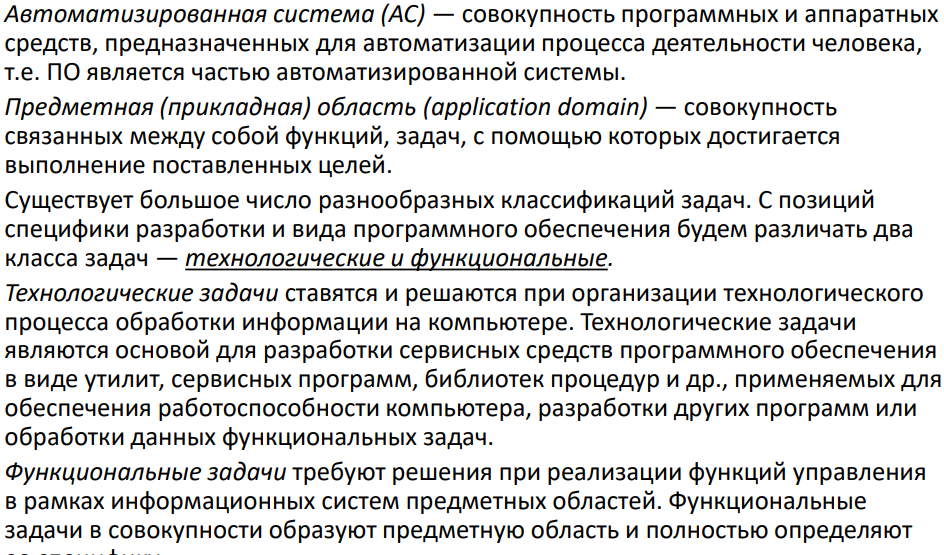 Автоматизированная система (АС) — совокупность программных и аппаратных
средств, предназначенных для автоматизации процесса деятельности человека,
т.е. ПО является частью автоматизированной системы.
Предметная (прикладная) область (application domain) — совокупность
связанных между собой функций, задач, с помощью которых достигается
выполнение поставленных целей.
Существует большое число разнообразных классификаций задач. С позиций
специфики разработки и вида программного обеспечения будем различать два
класса задач — технологические и функциональные.
Технологические задачи ставятся и решаются при организации технологического
процесса обработки информации на компьютере. Технологические задачи
являются основой для разработки сервисных средств программного обеспечения
в виде утилит, сервисных программ, библиотек процедур и др., применяемых для
обеспечения работоспособности компьютера, разработки других программ или
обработки данных функциональных задач.
Функциональные задачи требуют решения при реализации функций управления
в рамках информационных систем предметных областей. Функциональные
задачи в совокупности образуют предметную область и полностью определяют